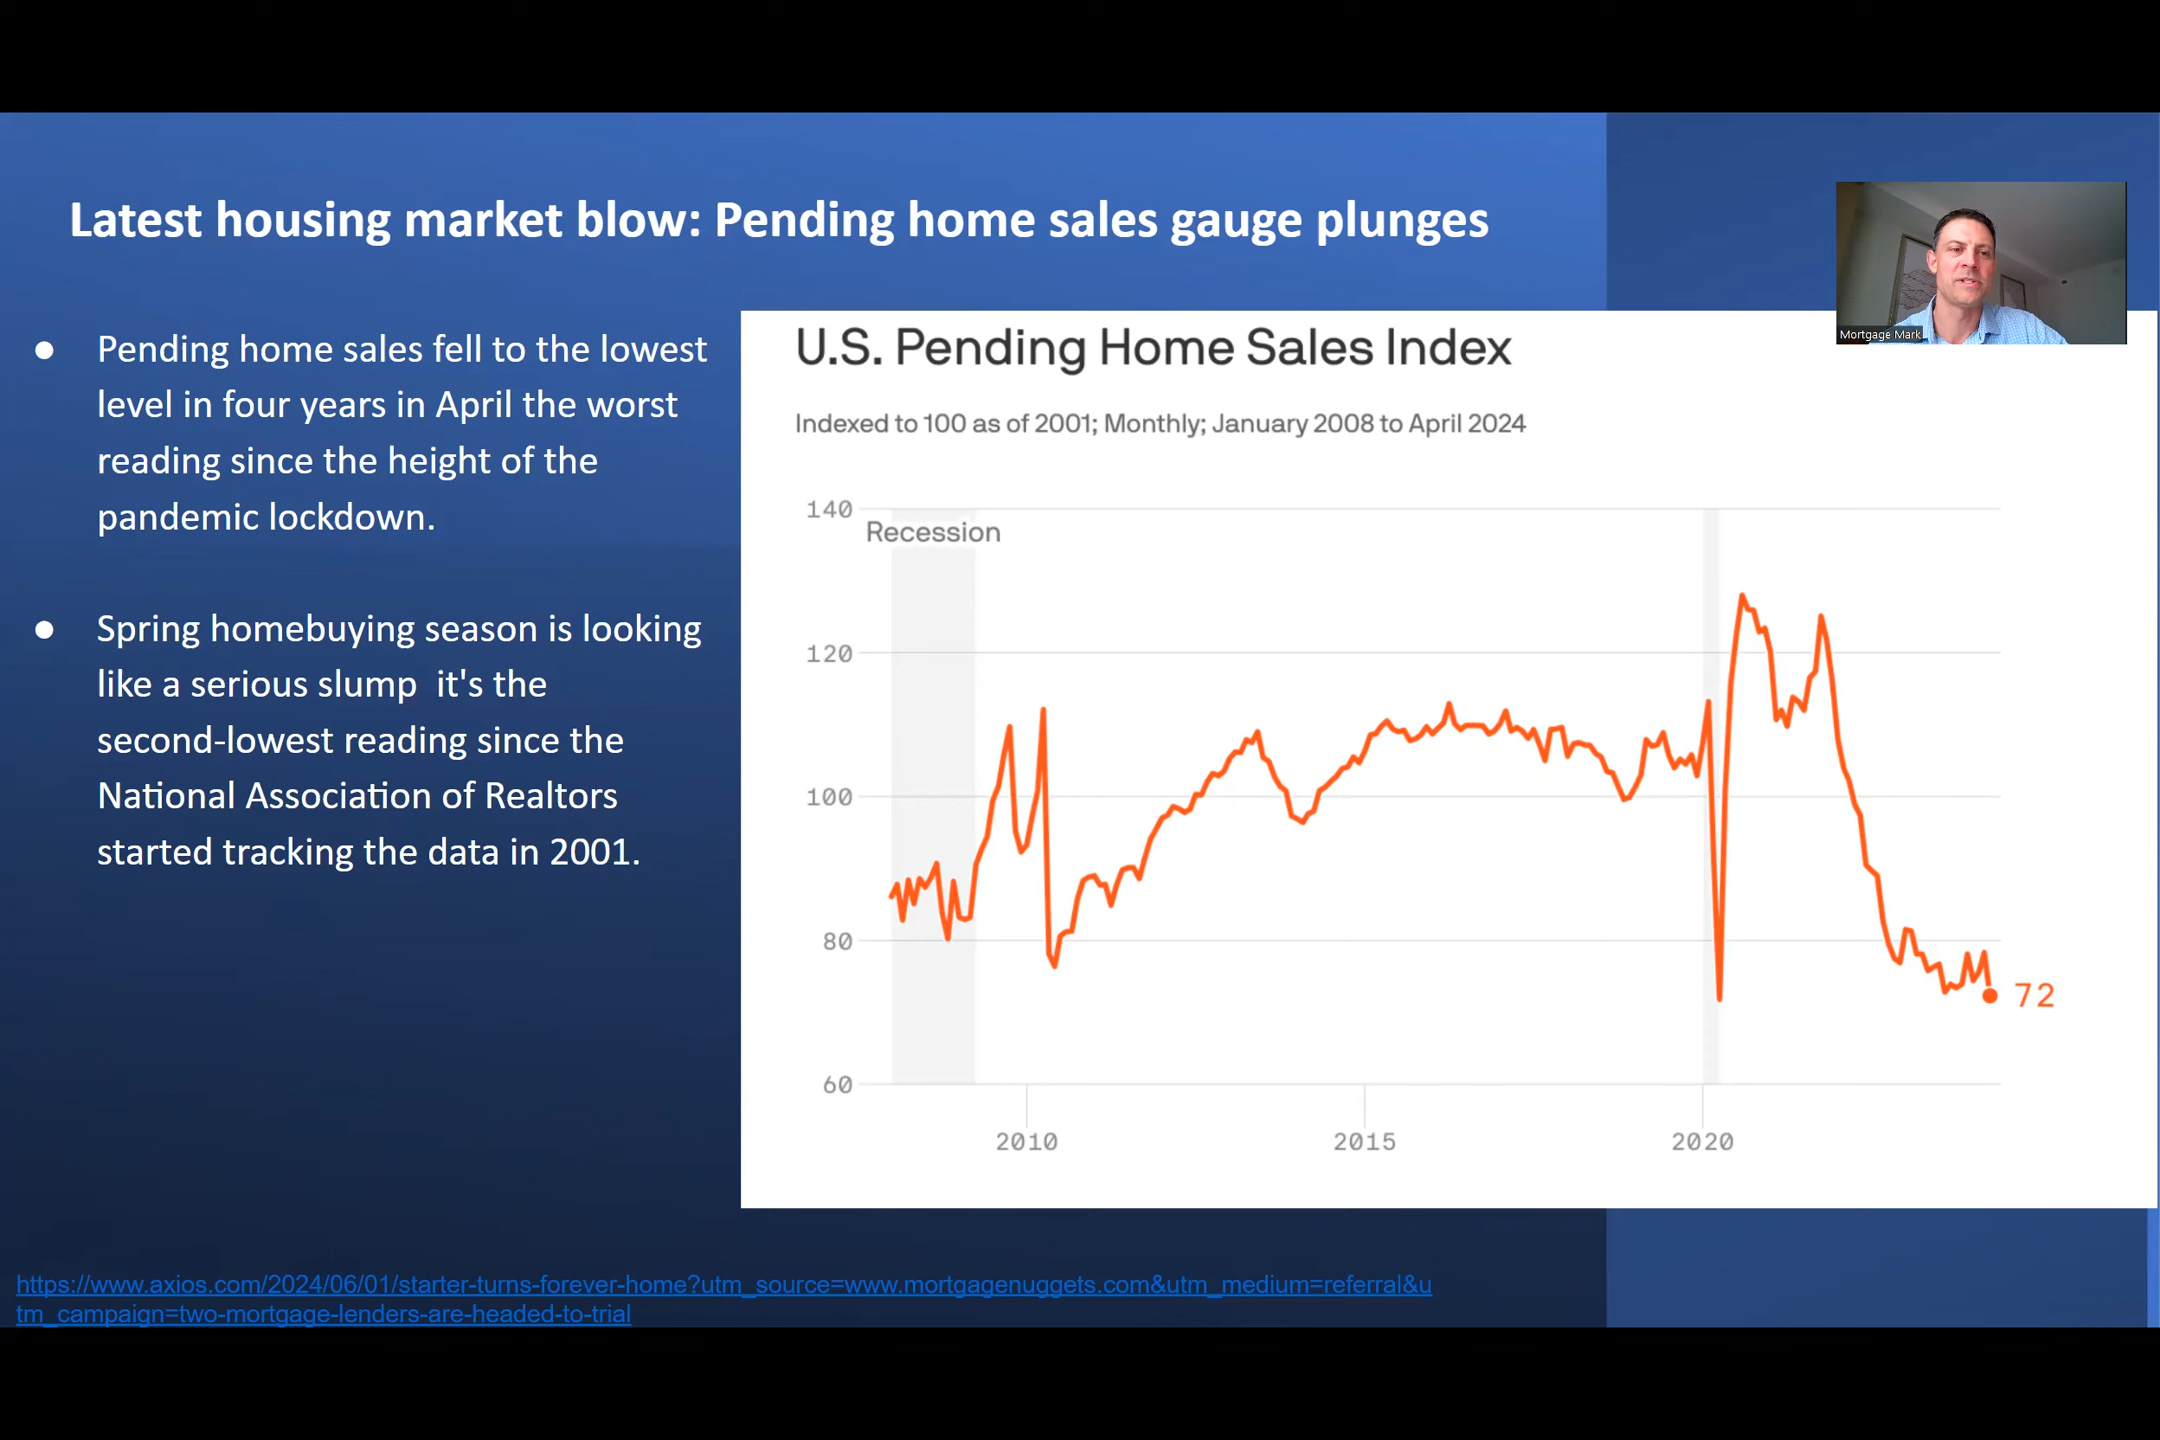 Latest housing market blow: Pending home sales gauge plunges
Mortgage Mark
● Pending home sales fell to the lowest
level in four years in April the worst
reading since the height of the
pandemic lockdown.
● Spring homebuying season is looking
like a serious slump  it's the
second-lowest reading since the
National Association of Realtors
started tracking the data in 2001.
U.S. Pending Home Sales Index
Indexed to 100 as of 2001; Monthly; January 2008 to April 2024
140
Recession
120
100
80
72
60
2010 2015 2020
https://www.axios.com/2024/06/01/starter-turns-forever-home?utm_source=www.mortgagenuggets.com&utm_medium=referral&u
tm_campaign=two-mortgage-lenders-are-headed-to-trial